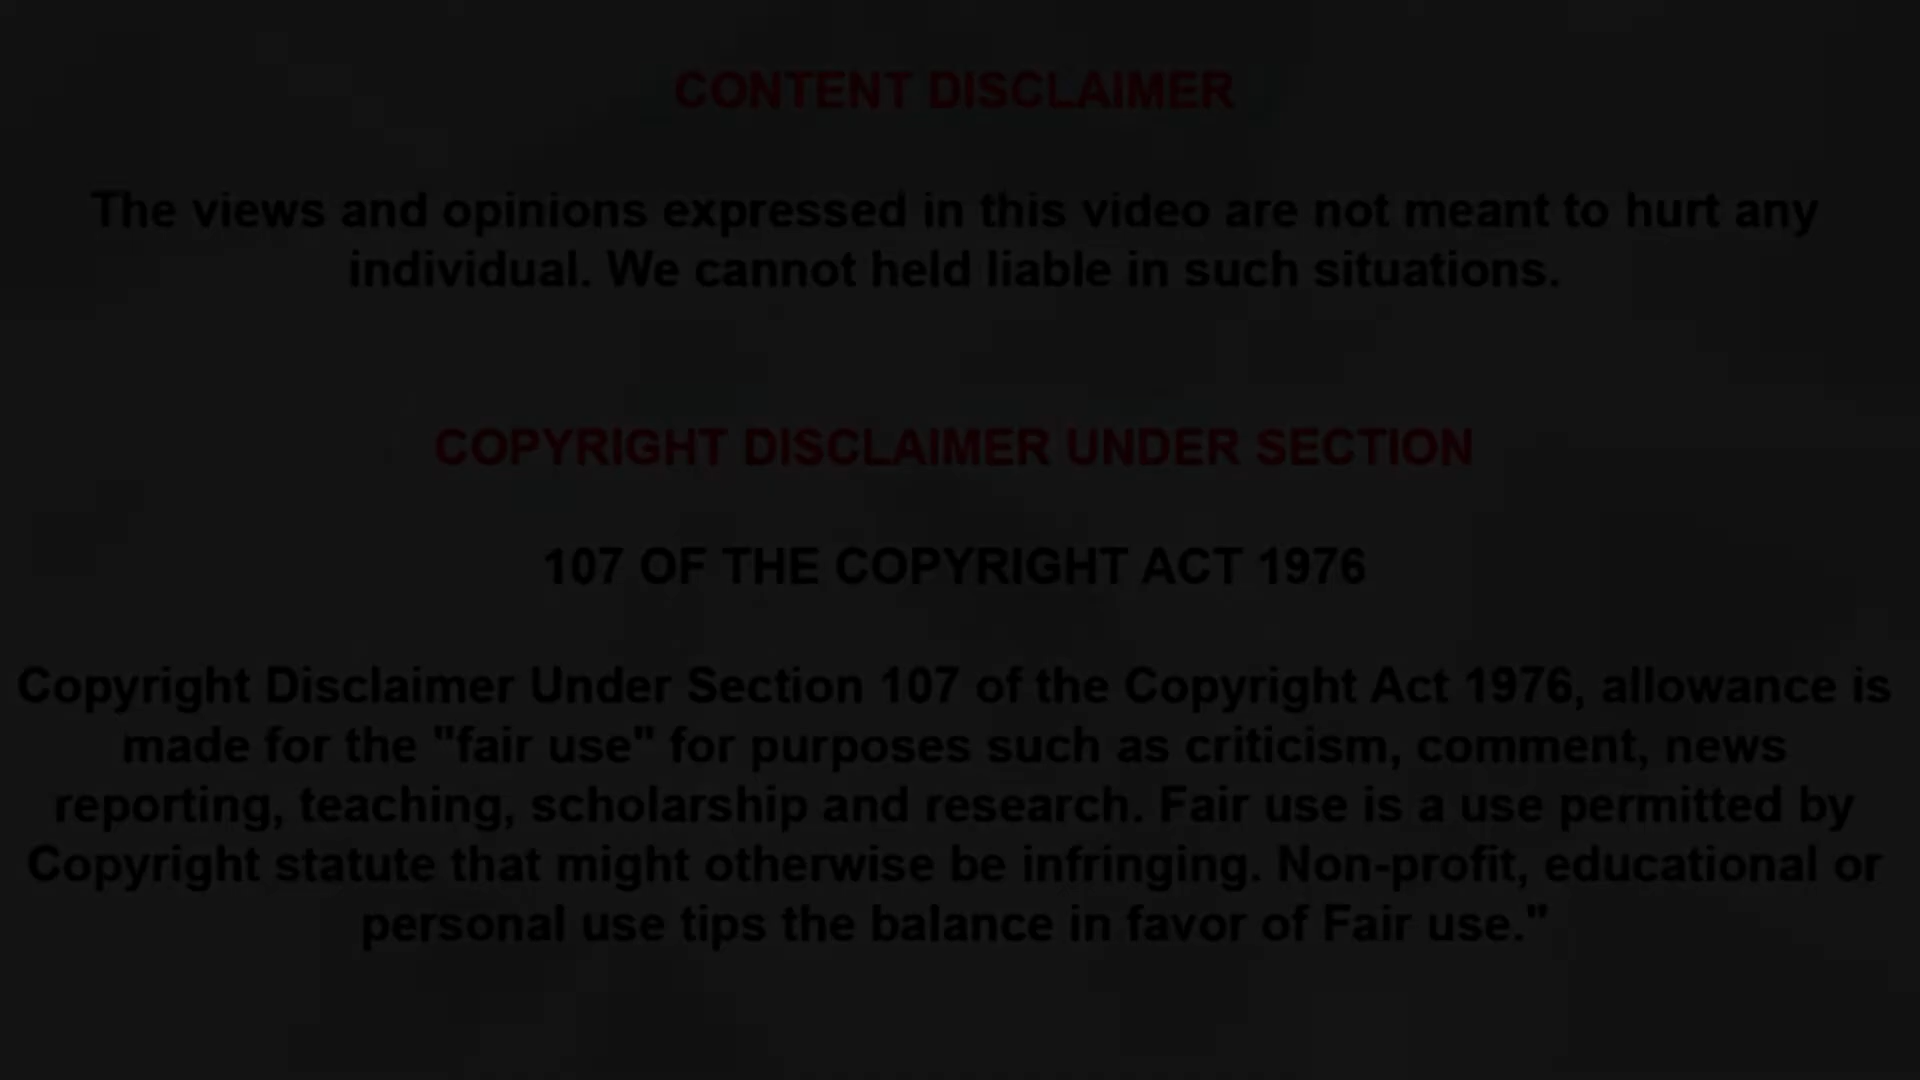 CONTENT DISCLAIMER
The views and opinions expressed in this video are not meant to hurt any
individual. We cannot held liable in such situations.
COPYRIGHT DISCLAIMER UNDER SECTION
107 OF THE COPYRIGHT ACT 1976
Copyright Disclaimer Under Section 107 of the Copyright Act 1976, allowance is
made for the "fair use" for purposes such as criticism, comment, news
reporting, teaching, scholarship and research. Fair use is a use permitted by
Copyright statute that might otherwise be infringing. Non-profit, educational or
personal use tips the balance in favor of Fair use."